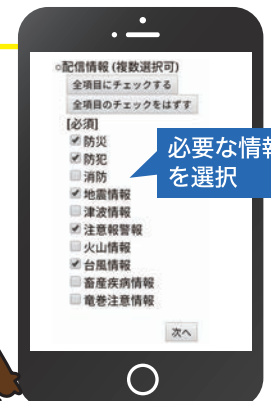 ○配信情報 (複数選択可)
全項目にチェックする
全項目のチェックをはずす
[必須]
防災
防犯
消防
地震情報
津波情報
注意報警報
火山情報
台風情報
畜産疾病情報
竜巻注意情報
次へ
必要な情報
を選択